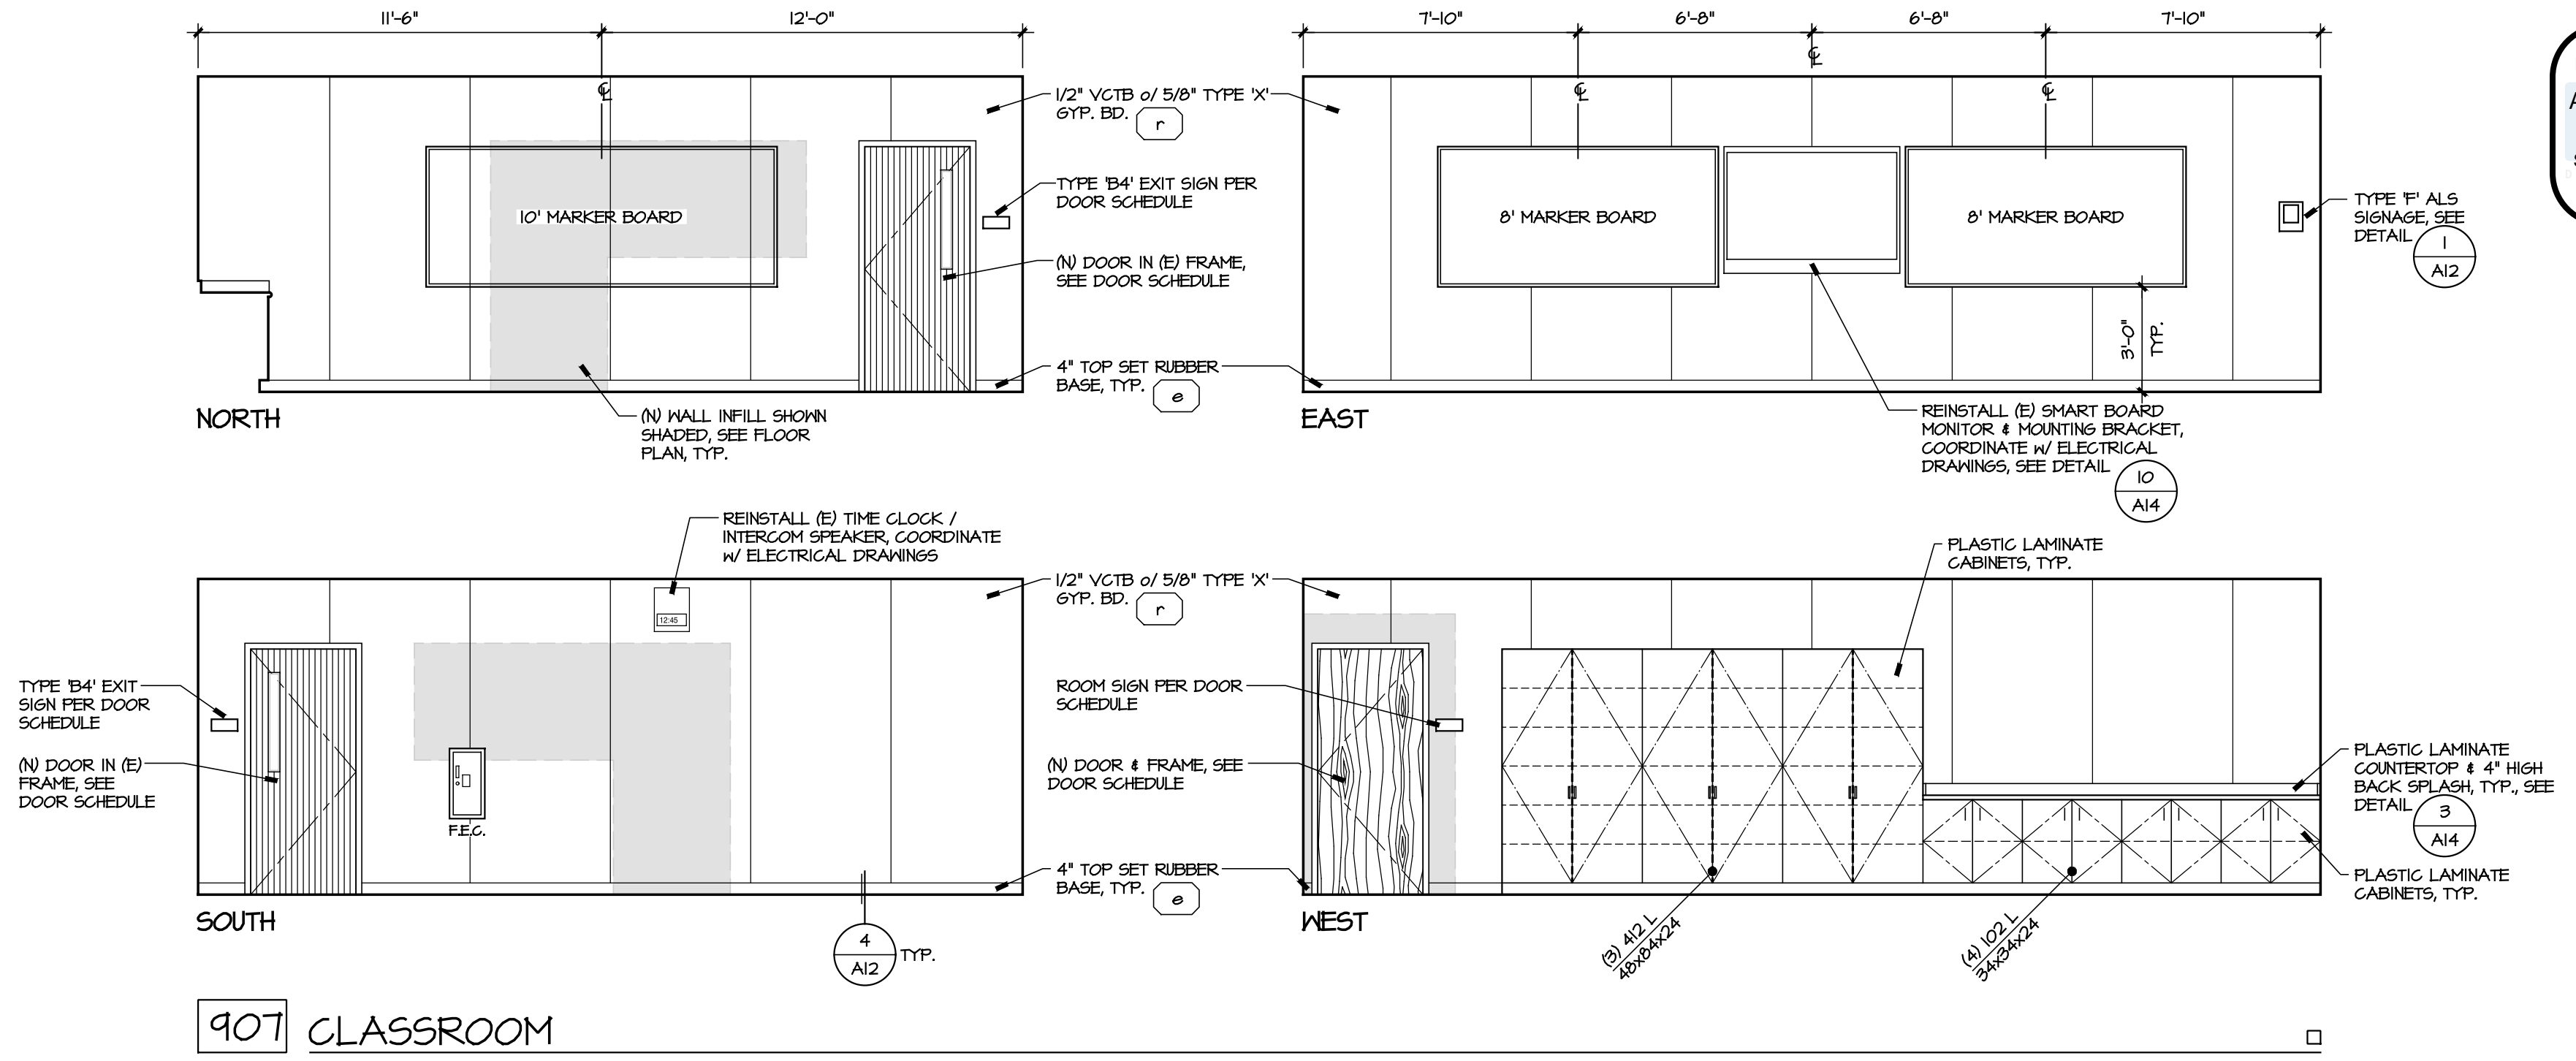 11'-6"
12'-0"
7'-10"
6'-8"
6'-8"
7'-10"
10' MARKER BOARD
1/2" VCTB o/ 5/8" TYPE 'X'
GYP. BD.
r
TYPE 'B4' EXIT SIGN PER
DOOR SCHEDULE
(N) DOOR IN (E) FRAME,
SEE DOOR SCHEDULE
4" TOP SET RUBBER
BASE, TYP.
e
8' MARKER BOARD
8' MARKER BOARD
3'-0"
TYP.
TYPE 'F' ALS
SIGNAGE, SEE
DETAIL
1
A12
NORTH
(N) WALL INFILL SHOWN
SHADED, SEE FLOOR
PLAN, TYP.
EAST
REINSTALL (E) SMART BOARD
MONITOR & MOUNTING BRACKET,
COORDINATE w/ ELECTRICAL
DRAWINGS, SEE DETAIL
10
A14
REINSTALL (E) TIME CLOCK /
INTERCOM SPEAKER, COORDINATE
w/ ELECTRICAL DRAWINGS
12:45
TYPE 'B4' EXIT
SIGN PER DOOR
SCHEDULE
(N) DOOR IN (E)
FRAME, SEE
DOOR SCHEDULE
F.E.C.
1/2" VCTB o/ 5/8" TYPE 'X'
GYP. BD.
r
ROOM SIGN PER DOOR
SCHEDULE
(N) DOOR & FRAME, SEE
DOOR SCHEDULE
4" TOP SET RUBBER
BASE, TYP.
e
PLASTIC LAMINATE
CABINETS, TYP.
PLASTIC LAMINATE
COUNTERTOP & 4" HIGH
BACK SPLASH, TYP., SEE
DETAIL
3
A14
PLASTIC LAMINATE
CABINETS, TYP.
SOUTH
4
A12
TYP.
WEST
(3) 412 L
48x84x24
(4) 102 L
34x34x24
907
CLASSROOM